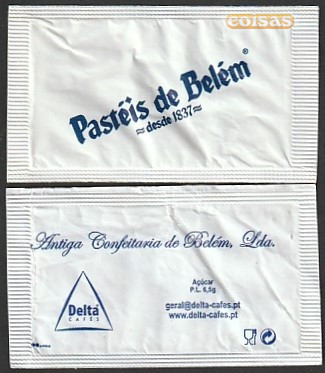 coisas
Pastéis de Belém ®
≈ desde 1837 ≈
Antiga Confeitaria de Belém, Lda.
Delta
CAFÉS
Açúcar
P.L. 6,5g
geral@delta-cafes.pt
www.delta-cafes.pt